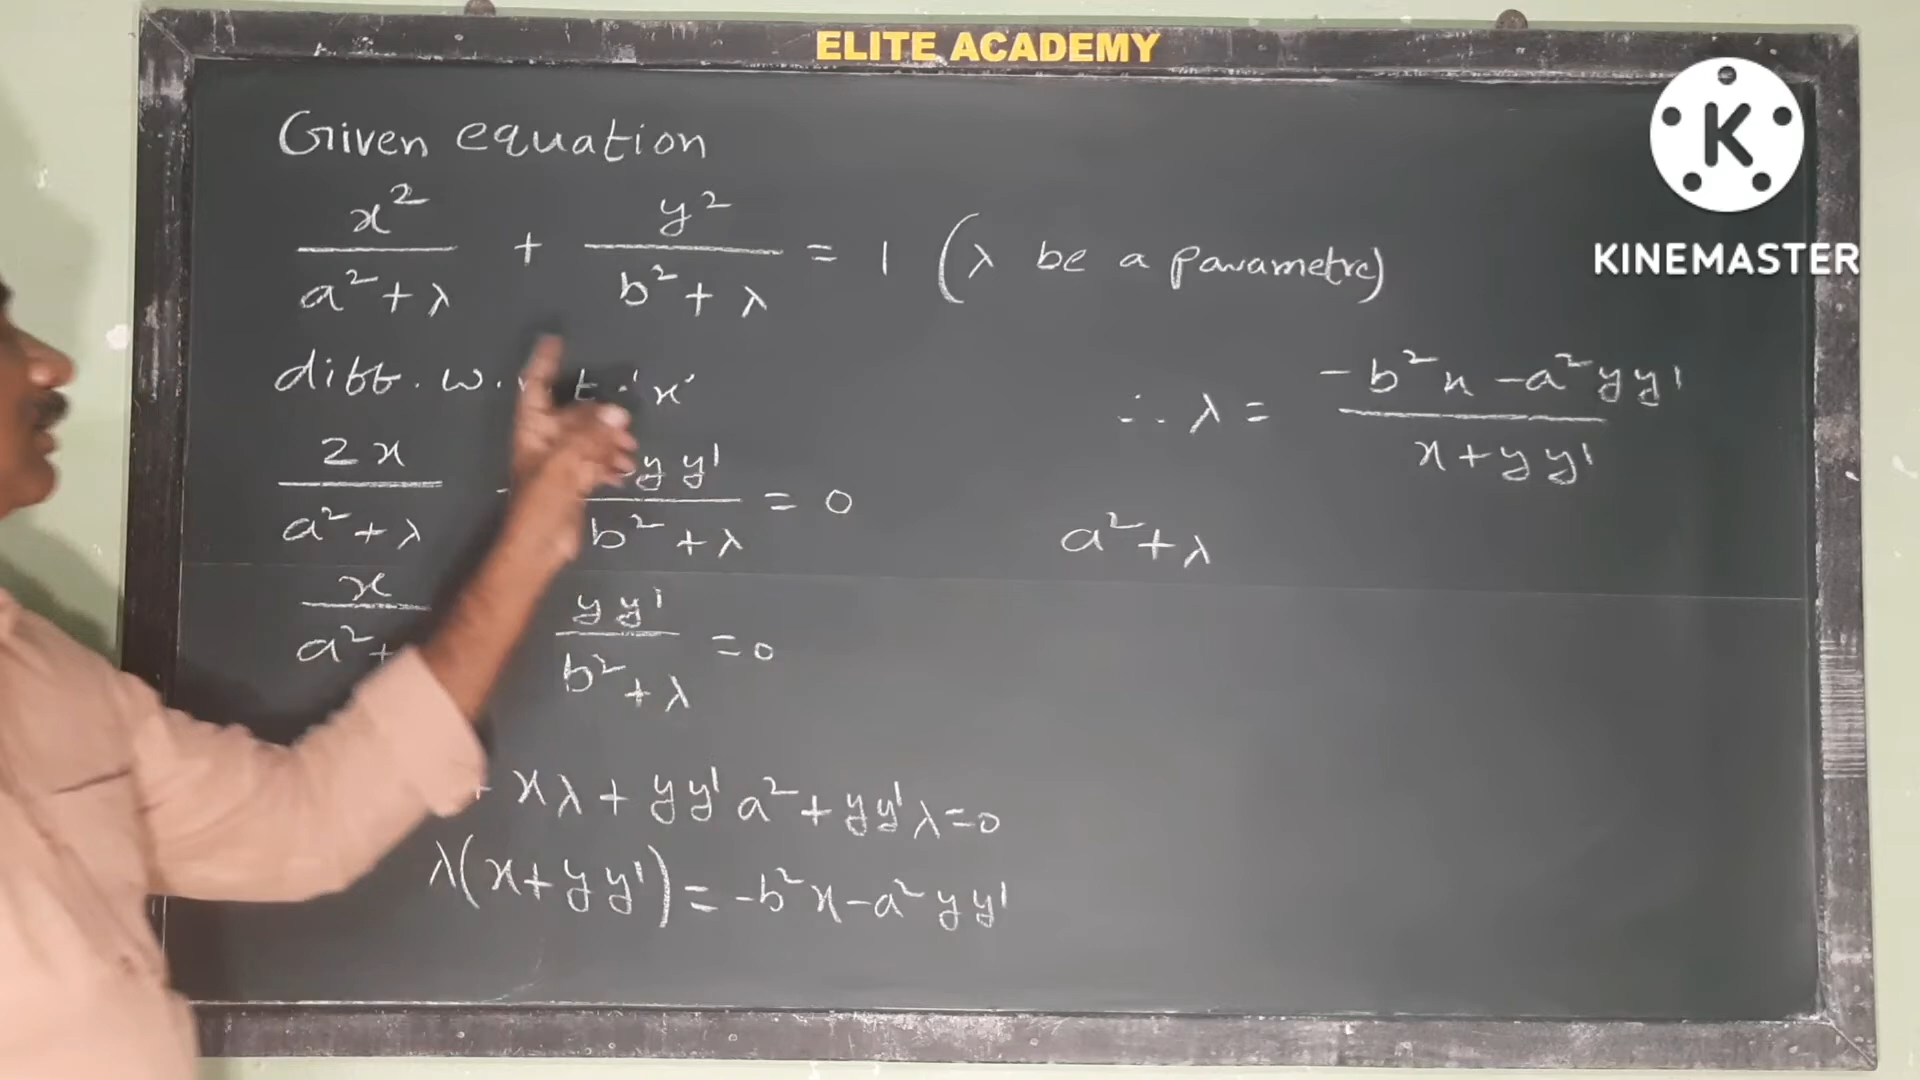 ELITE ACADEMY
K
KINEMASTER
Given equation
x²/(a²+λ) + y²/(b²+λ) = 1 (λ be a parametre)
diff. w. t. 'x'
2x/(a²+λ) yy'/(b²+λ) = 0
x/a²+ yy'/(b²+λ) =0
+ xλ + yy'a² + yy'λ=0
λ(x+yy') = -b²x-a²yy'
∴ λ = (-b²x -a²yy')/(x+yy')
a²+λ